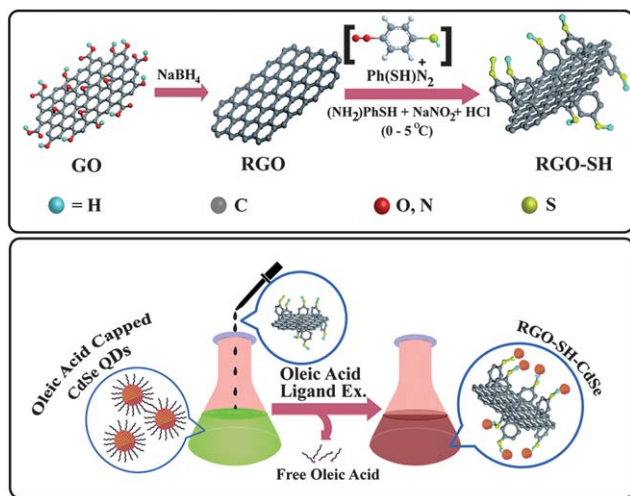 NaBH4
Ph(SH)N2+
(NH2)PhSH + NaNO2+ HCl
(0 - 5 °C)
GO
RGO
RGO-SH
= H
C
O, N
S
Oleic Acid Capped
CdSe QDs
Oleic Acid
Ligand Ex.
Free Oleic Acid
RGO-SH-CdSe